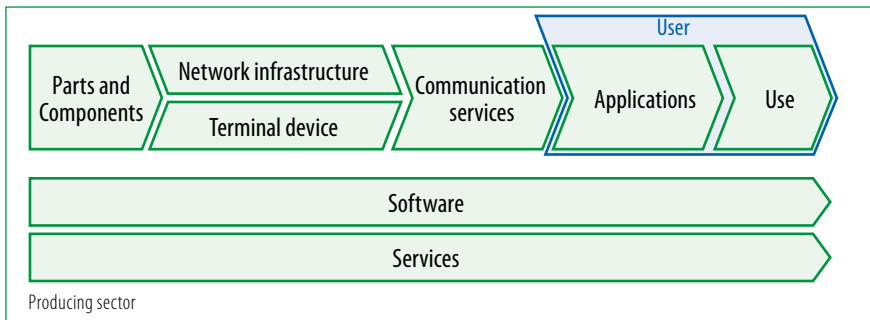 User
Parts and
Components
Network infrastructure
Terminal device
Communication
services
Applications
Use
Software
Services
Producing sector